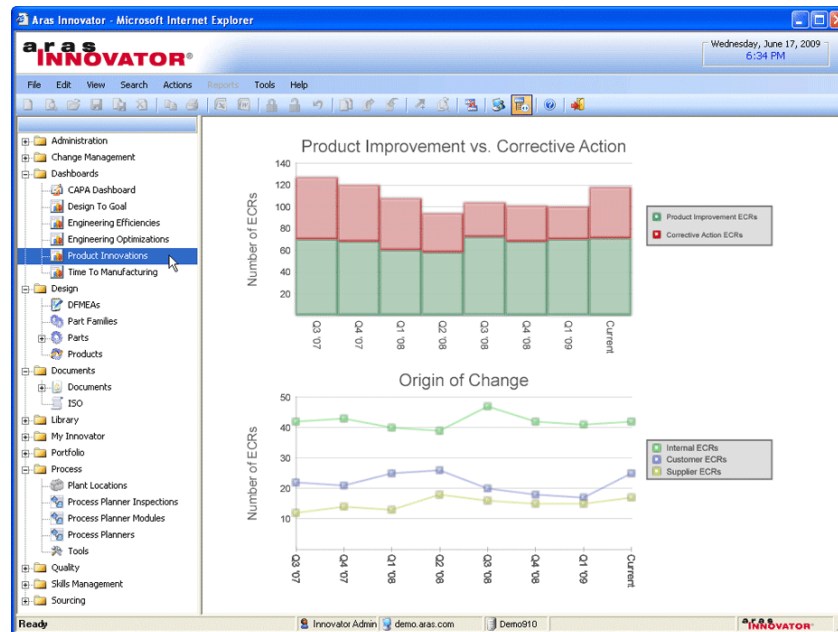 Aras Innovator - Microsoft Internet Explorer
aras
INNOVATOR®
Wednesday, June 17, 2009
6:34 PM
File Edit View Search Actions Reports Tools Help
Administration
Change Management
Dashboards
CAPA Dashboard
Design To Goal
Engineering Efficiencies
Engineering Optimizations
Product Innovations
Time To Manufacturing
Design
DFMEAs
Part Families
Parts
Products
Documents
Documents
ISO
Library
My Innovator
Portfolio
Process
Plant Locations
Process Planner Inspections
Process Planner Modules
Process Planners
Tools
Quality
Skills Management
Sourcing
Product Improvement vs. Corrective Action
Number of ECRs
140
120
100
80
60
40
20
Q3 '07 Q4 '07 Q1 '08 Q2 '08 Q3 '08 Q4 '08 Q1 '09 Current
Product Improvement ECRs
Corrective Action ECRs
Origin of Change
Number of ECRs
50
40
30
20
10
Q3 '07 Q4 '07 Q1 '08 Q2 '08 Q3 '08 Q4 '08 Q1 '09 Current
Internal ECRs
Customer ECRs
Supplier ECRs
Ready Innovator Admin demo.aras.com Demo910 aras INNOVATOR